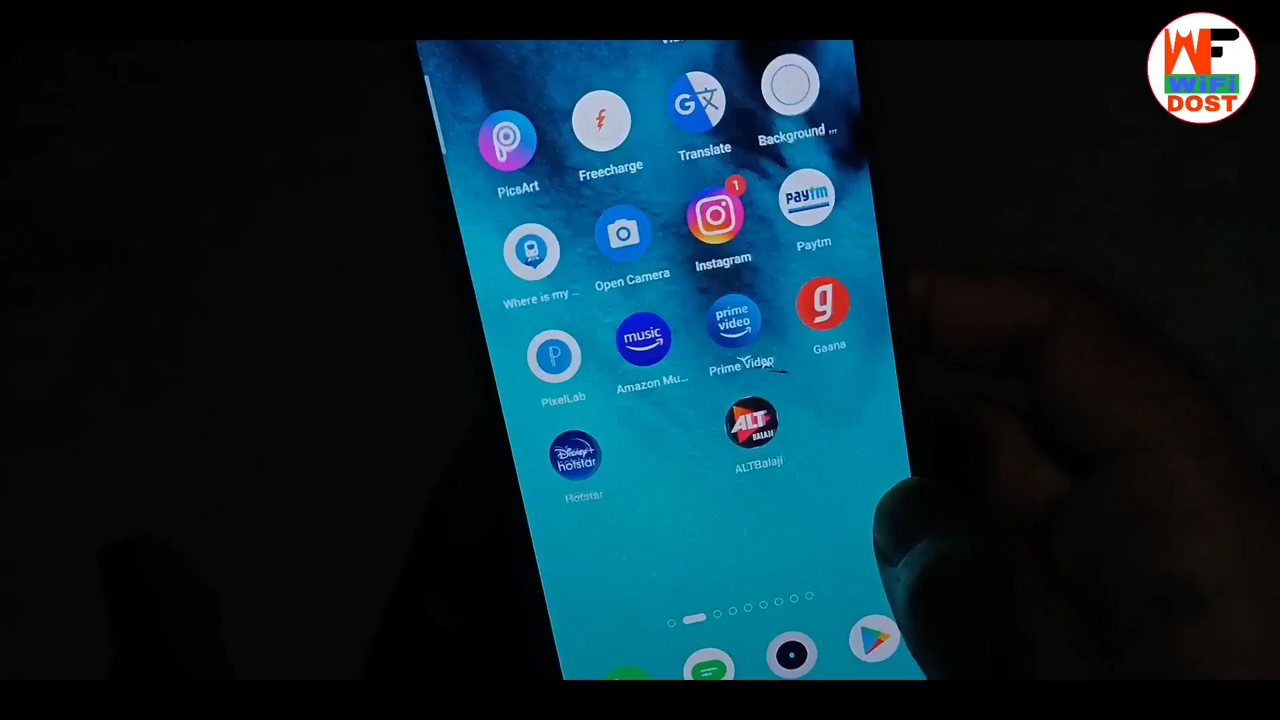 WF
WiFi
DOST
PicsArt
Freecharge
Translate
Background ...
Where is my ...
Open Camera
1
Instagram
paytm
Paytm
PixelLab
music
Amazon Mu...
prime video
Prime Video
g
Gaana
Disney+
hotstar
Hotstar
ALT
BALAJI
ALTBalaji